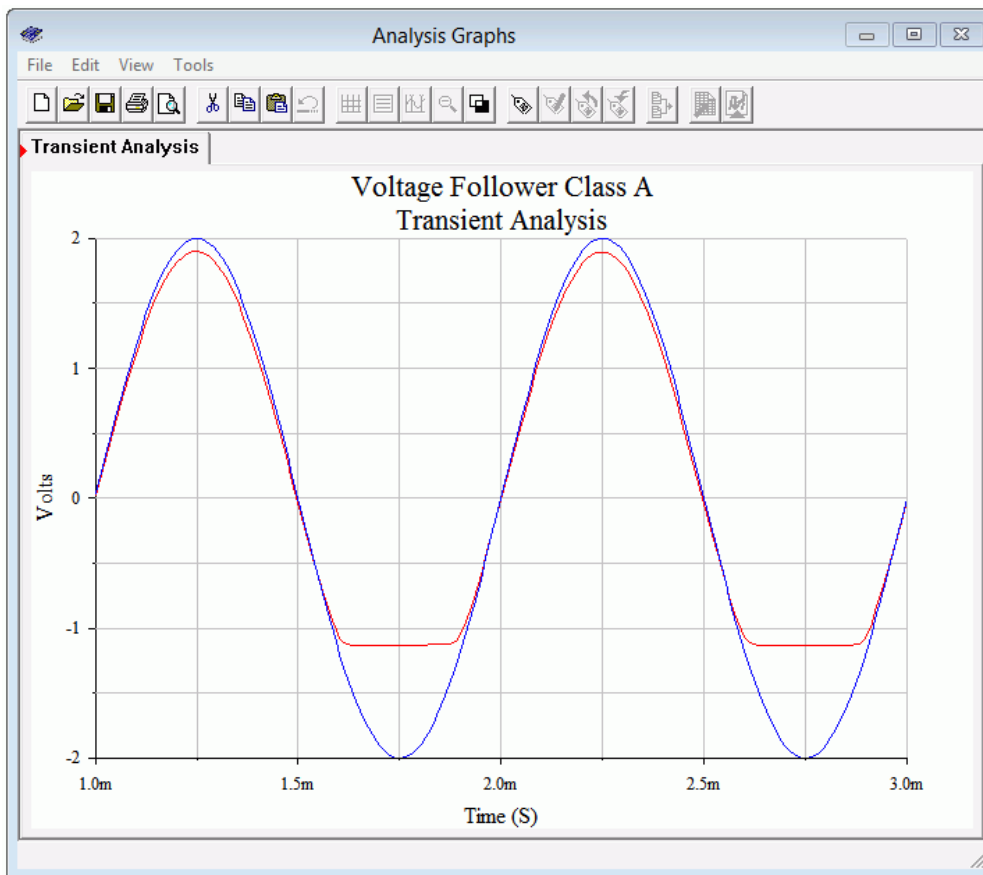 Analysis Graphs
File Edit View Tools
Transient Analysis
Voltage Follower Class A
Transient Analysis
2
1
0
-1
-2
Volts
1.0m 1.5m 2.0m 2.5m 3.0m
Time (S)